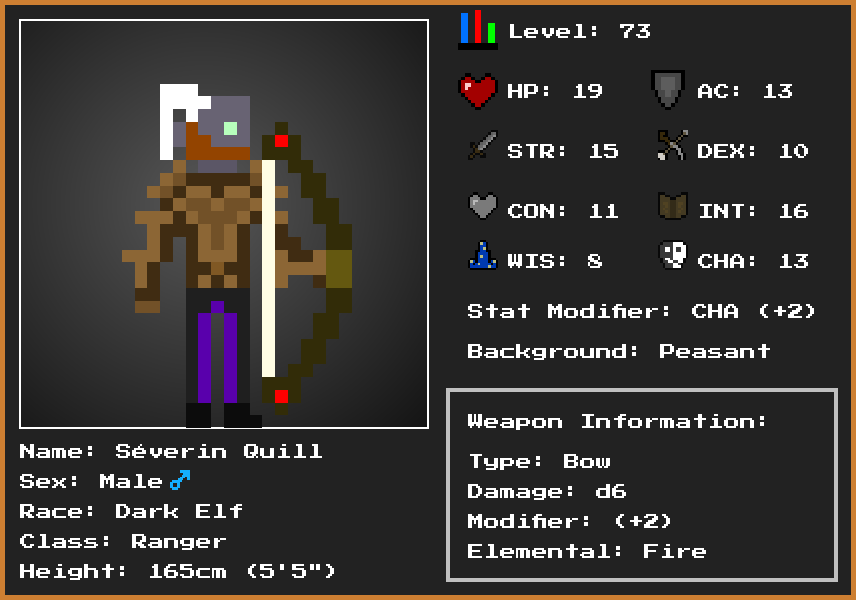 Level: 73
HP: 19 AC: 13
STR: 15 DEX: 10
CON: 11 INT: 16
WIS: 8 CHA: 13
Stat Modifier: CHA (+2)
Background: Peasant
Name: Séverin Quill
Sex: Male ♂
Race: Dark Elf
Class: Ranger
Height: 165cm (5'5")
Weapon Information:
Type: Bow
Damage: d6
Modifier: (+2)
Elemental: Fire